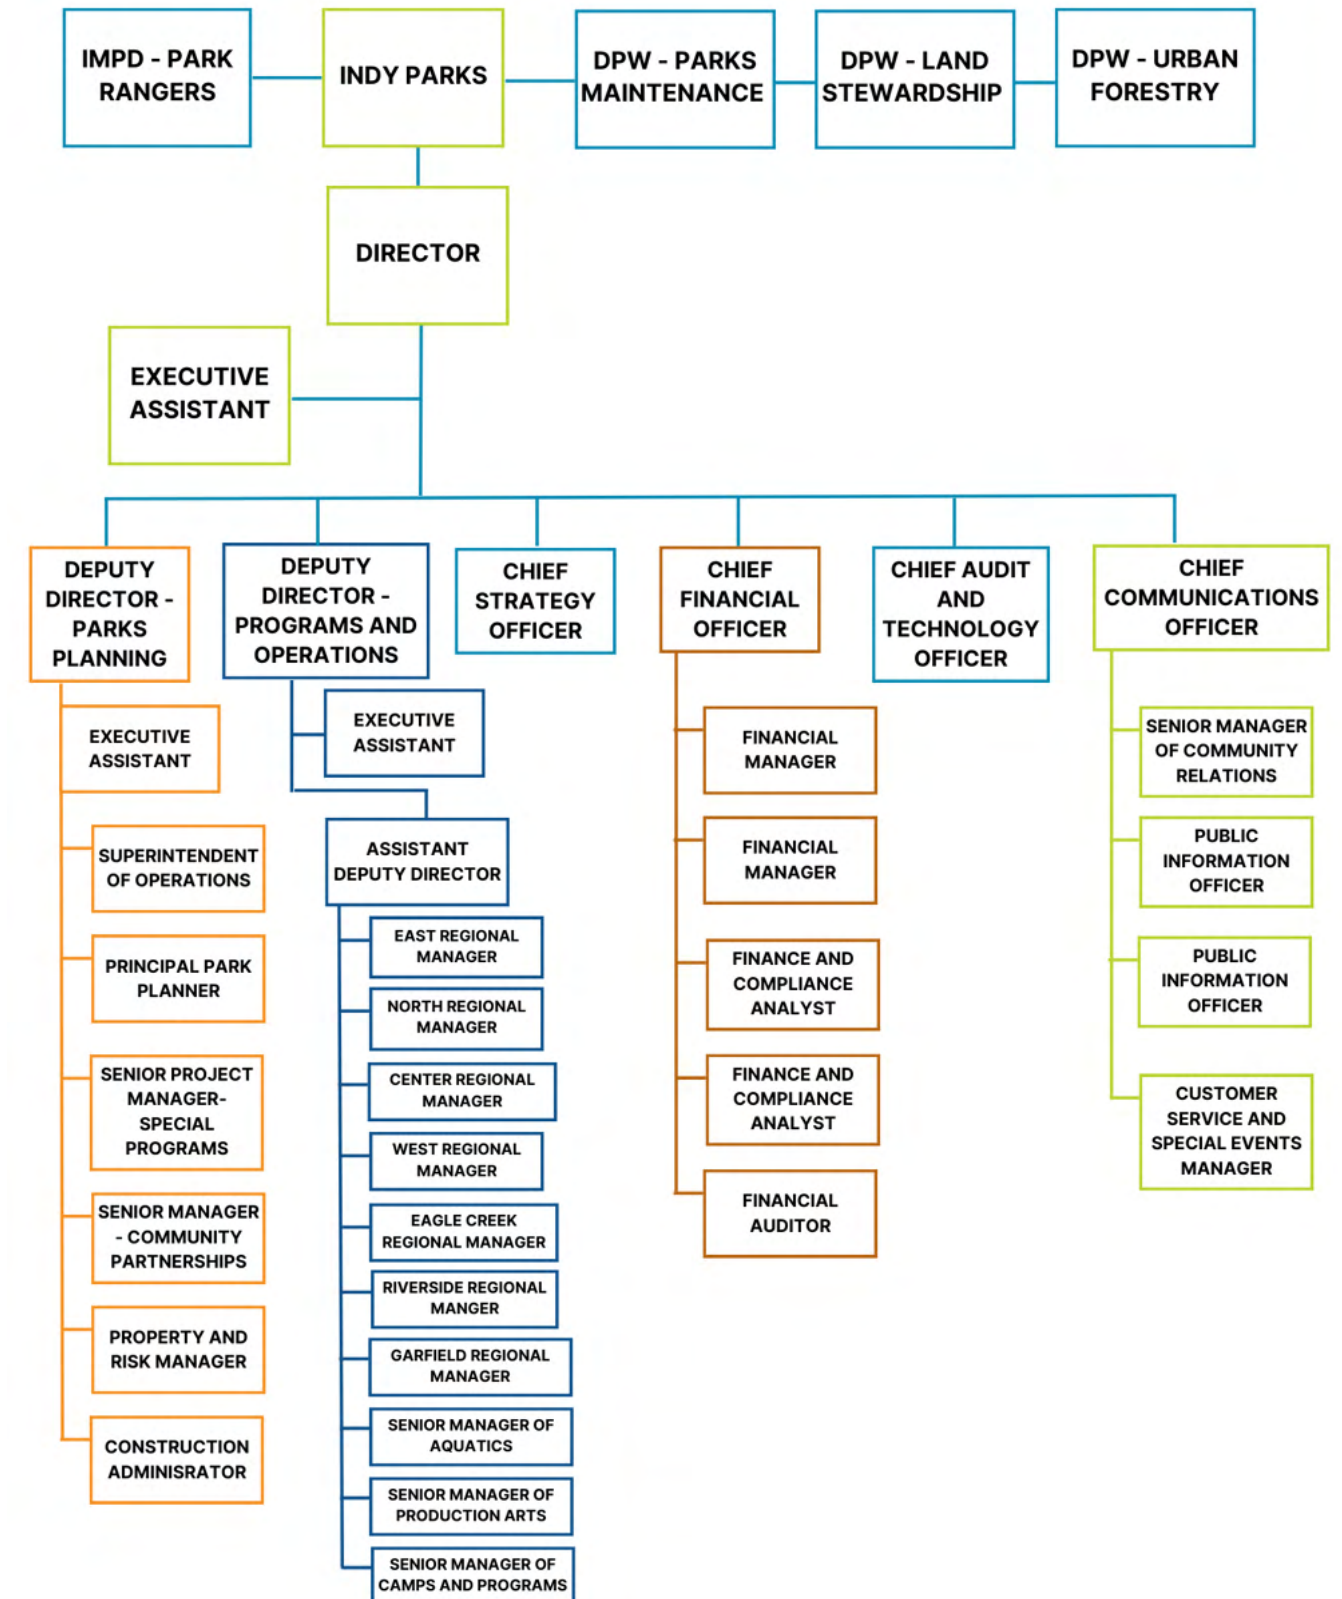 IMPD - PARK
RANGERS
INDY PARKS
DPW - PARKS
MAINTENANCE
DPW - LAND
STEWARDSHIP
DPW - URBAN
FORESTRY
DIRECTOR
EXECUTIVE
ASSISTANT
DEPUTY
DIRECTOR -
PARKS
PLANNING
EXECUTIVE
ASSISTANT
SUPERINTENDENT
OF OPERATIONS
PRINCIPAL PARK
PLANNER
SENIOR PROJECT
MANAGER-
SPECIAL
PROGRAMS
SENIOR MANAGER
- COMMUNITY
PARTNERSHIPS
PROPERTY AND
RISK MANAGER
CONSTRUCTION
ADMINISRATOR
DEPUTY
DIRECTOR -
PROGRAMS AND
OPERATIONS
EXECUTIVE
ASSISTANT
ASSISTANT
DEPUTY DIRECTOR
EAST REGIONAL
MANAGER
NORTH REGIONAL
MANAGER
CENTER REGIONAL
MANAGER
WEST REGIONAL
MANAGER
EAGLE CREEK
REGIONAL MANAGER
RIVERSIDE REGIONAL
MANGER
GARFIELD REGIONAL
MANAGER
SENIOR MANAGER OF
AQUATICS
SENIOR MANAGER OF
PRODUCTION ARTS
SENIOR MANAGER OF
CAMPS AND PROGRAMS
CHIEF
STRATEGY
OFFICER
CHIEF
FINANCIAL
OFFICER
FINANCIAL
MANAGER
FINANCIAL
MANAGER
FINANCE AND
COMPLIANCE
ANALYST
FINANCE AND
COMPLIANCE
ANALYST
FINANCIAL
AUDITOR
CHIEF AUDIT
AND
TECHNOLOGY
OFFICER
CHIEF
COMMUNICATIONS
OFFICER
SENIOR MANAGER
OF COMMUNITY
RELATIONS
PUBLIC
INFORMATION
OFFICER
PUBLIC
INFORMATION
OFFICER
CUSTOMER
SERVICE AND
SPECIAL EVENTS
MANAGER